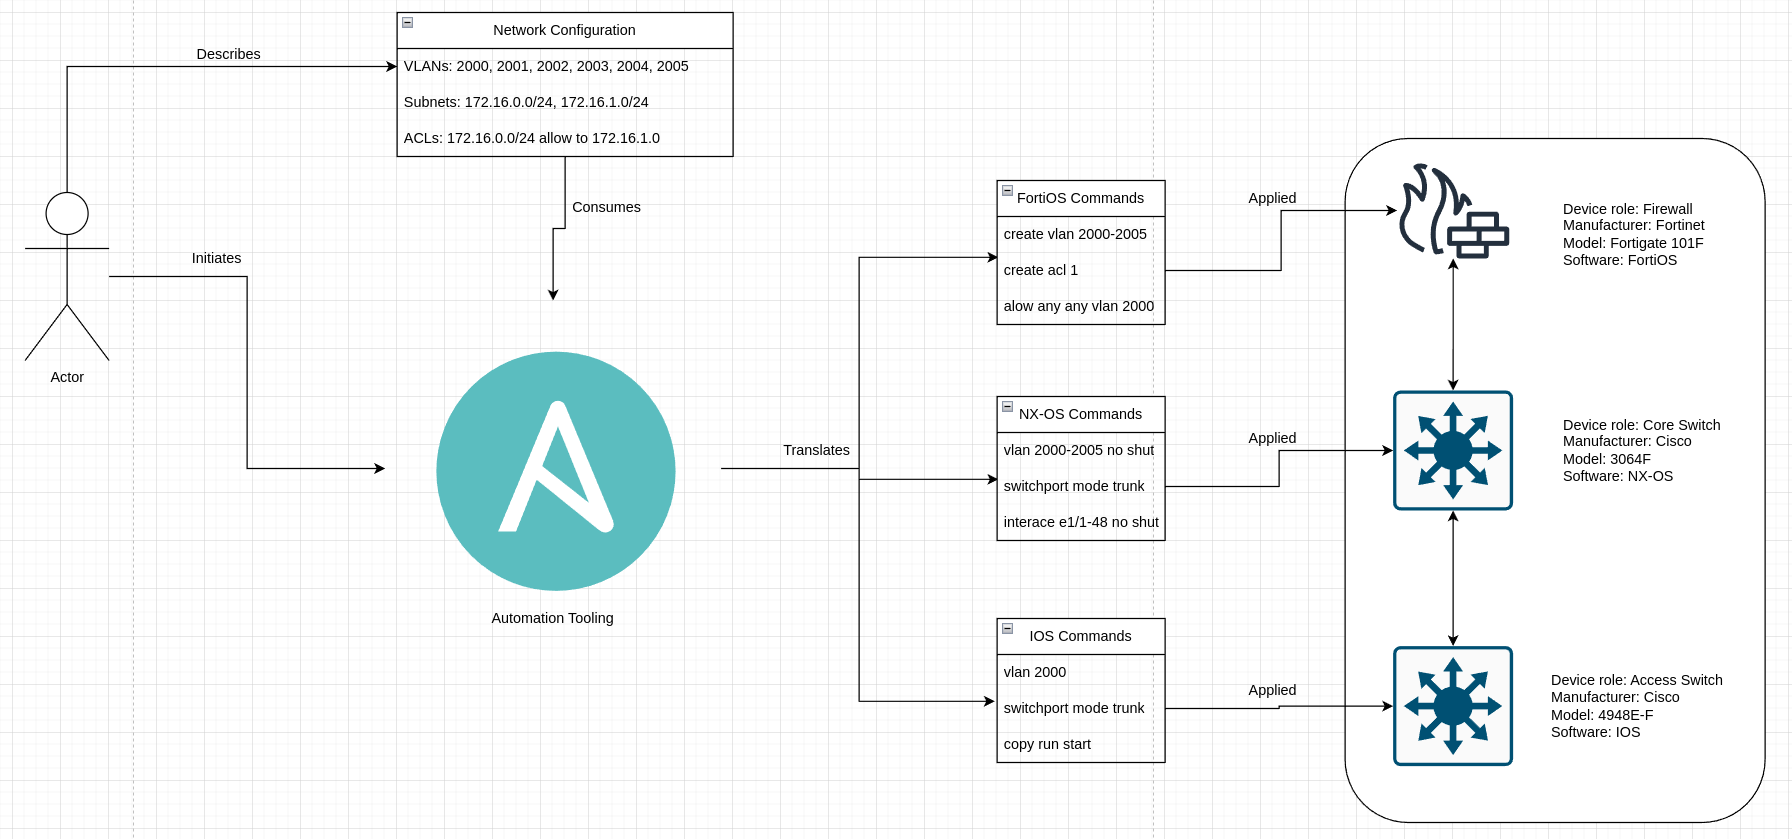 Network Configuration
Describes
VLANs: 2000, 2001, 2002, 2003, 2004, 2005
Subnets: 172.16.0.0/24, 172.16.1.0/24
ACLs: 172.16.0.0/24 allow to 172.16.1.0
Consumes
Initiates
Actor
Automation Tooling
Translates
FortiOS Commands
create vlan 2000-2005
create acl 1
alow any any vlan 2000
Applied
NX-OS Commands
vlan 2000-2005 no shut
switchport mode trunk
interace e1/1-48 no shut
Applied
IOS Commands
vlan 2000
switchport mode trunk
copy run start
Applied
Device role: Firewall
Manufacturer: Fortinet
Model: Fortigate 101F
Software: FortiOS
Device role: Core Switch
Manufacturer: Cisco
Model: 3064F
Software: NX-OS
Device role: Access Switch
Manufacturer: Cisco
Model: 4948E-F
Software: IOS